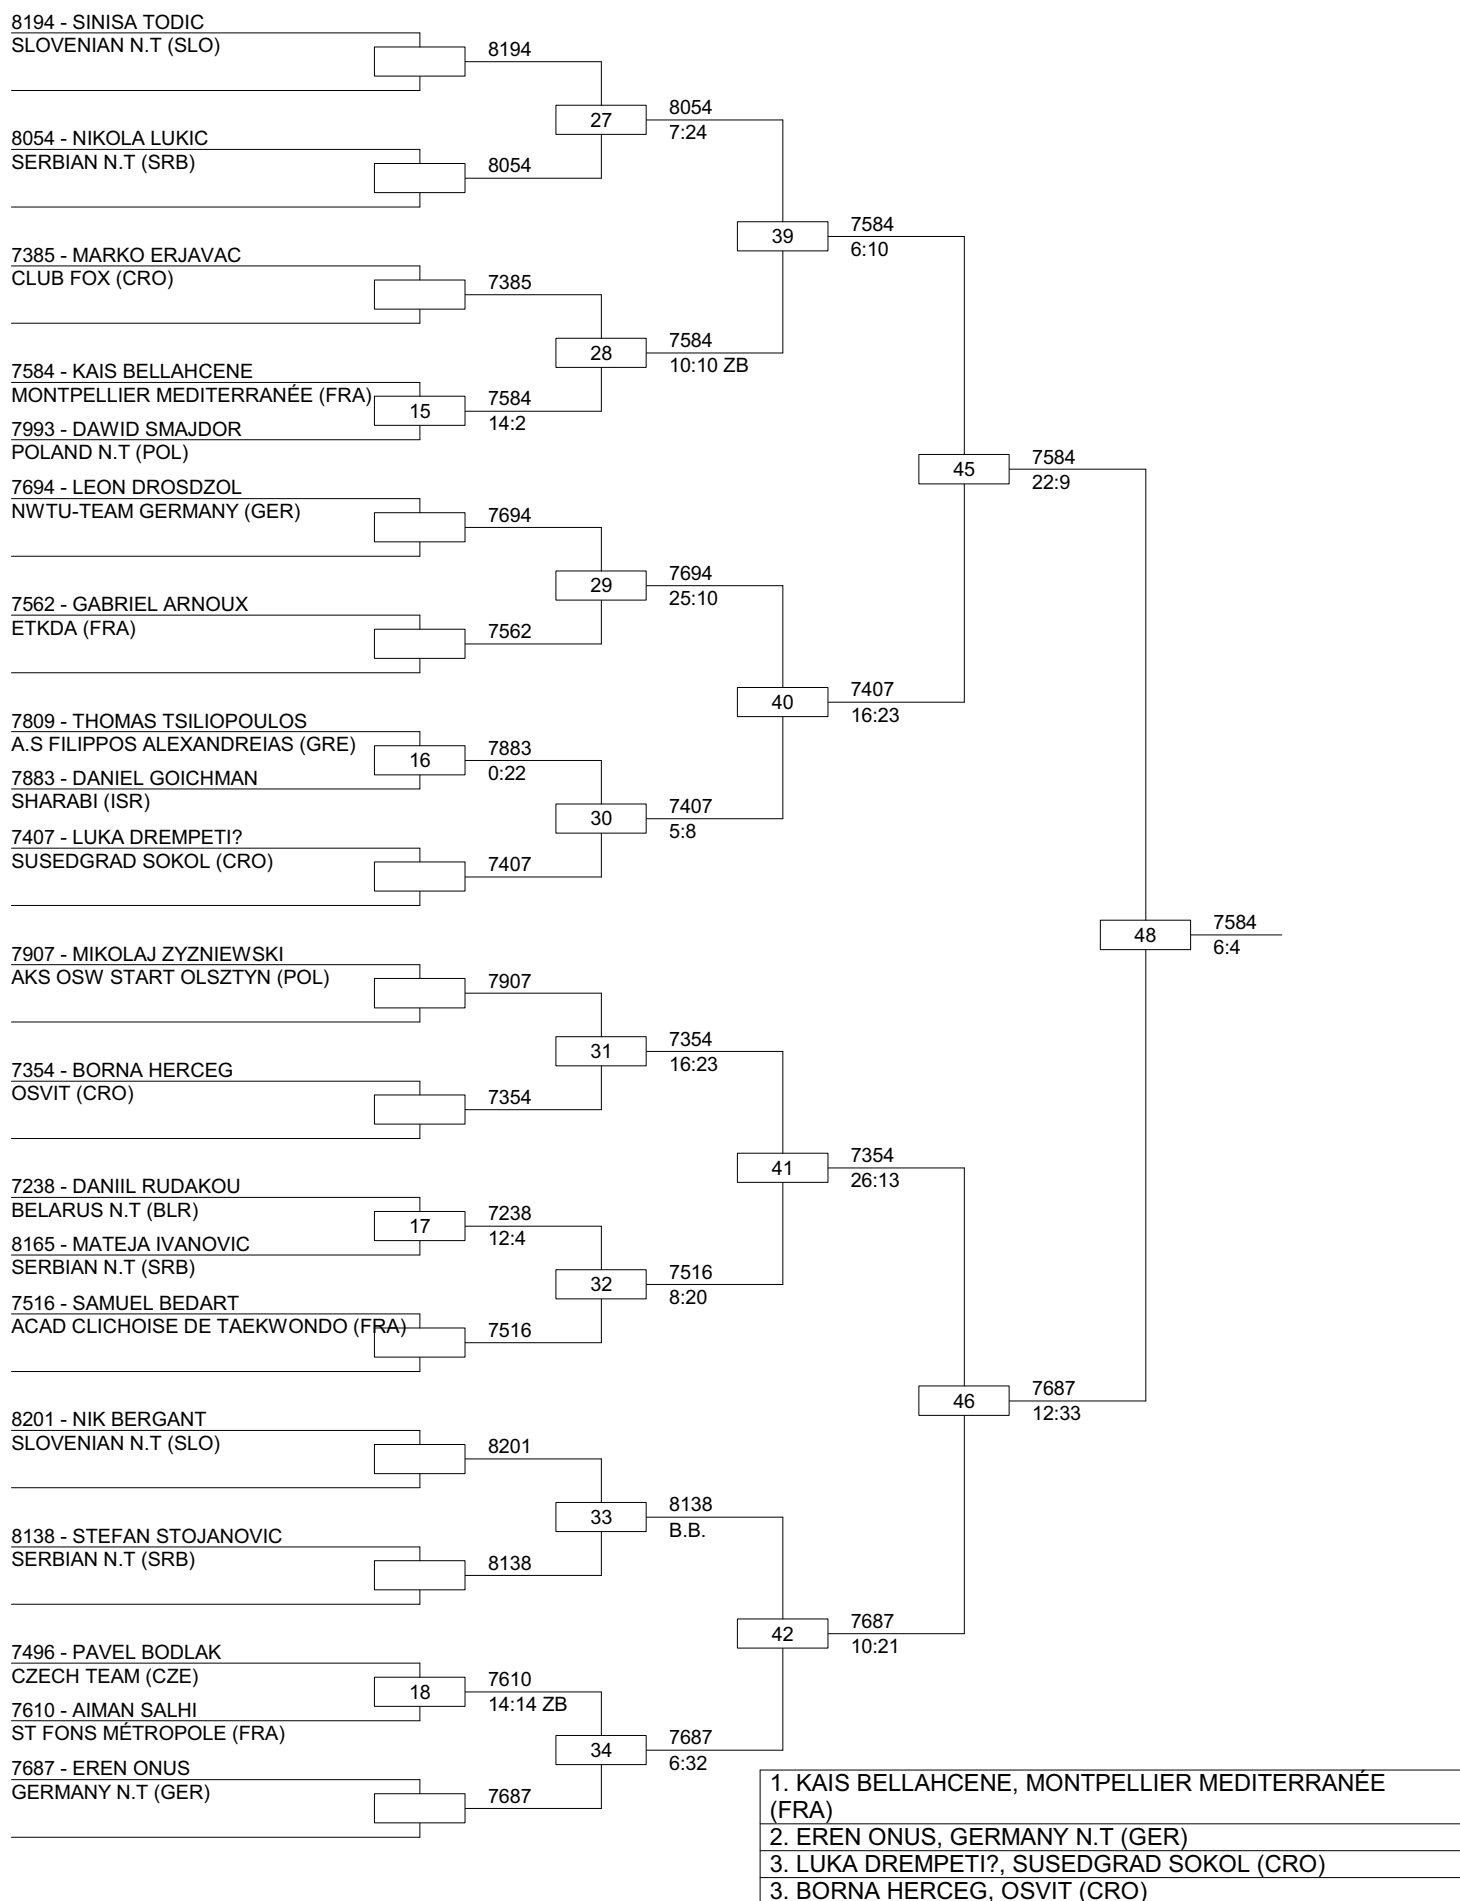 8194 - SINISA TODIC
SLOVENIAN N.T (SLO)
8194
27
8054
7:24
8054 - NIKOLA LUKIC
SERBIAN N.T (SRB)
8054
39
7584
6:10
7385 - MARKO ERJAVAC
CLUB FOX (CRO)
7385
28
7584
10:10 ZB
7584 - KAIS BELLAHCENE
MONTPELLIER MEDITERRANÉE (FRA)
15
7584
14:2
7993 - DAWID SMAJDOR
POLAND N.T (POL)
45
7584
22:9
7694 - LEON DROSDZOL
NWTU-TEAM GERMANY (GER)
7694
29
7694
25:10
7562 - GABRIEL ARNOUX
ETKDA (FRA)
7562
40
7407
16:23
7809 - THOMAS TSILIOPOULOS
A.S FILIPPOS ALEXANDREIAS (GRE)
16
7883
0:22
7883 - DANIEL GOICHMAN
SHARABI (ISR)
30
7407
5:8
7407 - LUKA DREMPETI?
SUSEDGRAD SOKOL (CRO)
7407
48
7584
6:4
7907 - MIKOLAJ ZYZNIEWSKI
AKS OSW START OLSZTYN (POL)
7907
31
7354
16:23
7354 - BORNA HERCEG
OSVIT (CRO)
7354
41
7354
26:13
7238 - DANIIL RUDAKOU
BELARUS N.T (BLR)
17
7238
12:4
8165 - MATEJA IVANOVIC
SERBIAN N.T (SRB)
32
7516
8:20
7516 - SAMUEL BEDART
ACAD CLICHOISE DE TAEKWONDO (FRA)
7516
46
7687
12:33
8201 - NIK BERGANT
SLOVENIAN N.T (SLO)
8201
33
8138
B.B.
8138 - STEFAN STOJANOVIC
SERBIAN N.T (SRB)
8138
42
7687
10:21
7496 - PAVEL BODLAK
CZECH TEAM (CZE)
18
7610
14:14 ZB
7610 - AIMAN SALHI
ST FONS MÉTROPOLE (FRA)
34
7687
6:32
7687 - EREN ONUS
GERMANY N.T (GER)
7687
1. KAIS BELLAHCENE, MONTPELLIER MEDITERRANÉE
(FRA)
2. EREN ONUS, GERMANY N.T (GER)
3. LUKA DREMPETI?, SUSEDGRAD SOKOL (CRO)
3. BORNA HERCEG, OSVIT (CRO)